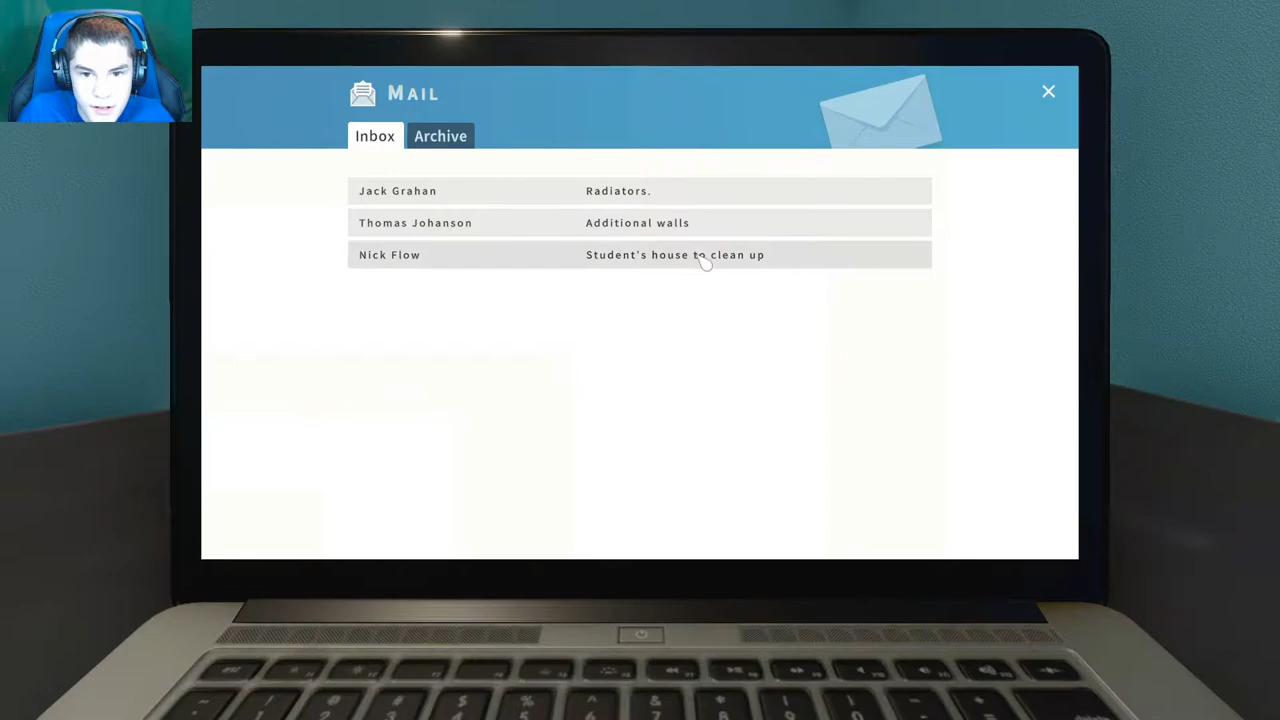 Mail
Inbox Archive
Jack Grahan Radiators.
Thomas Johanson Additional walls
Nick Flow Student's house to clean up